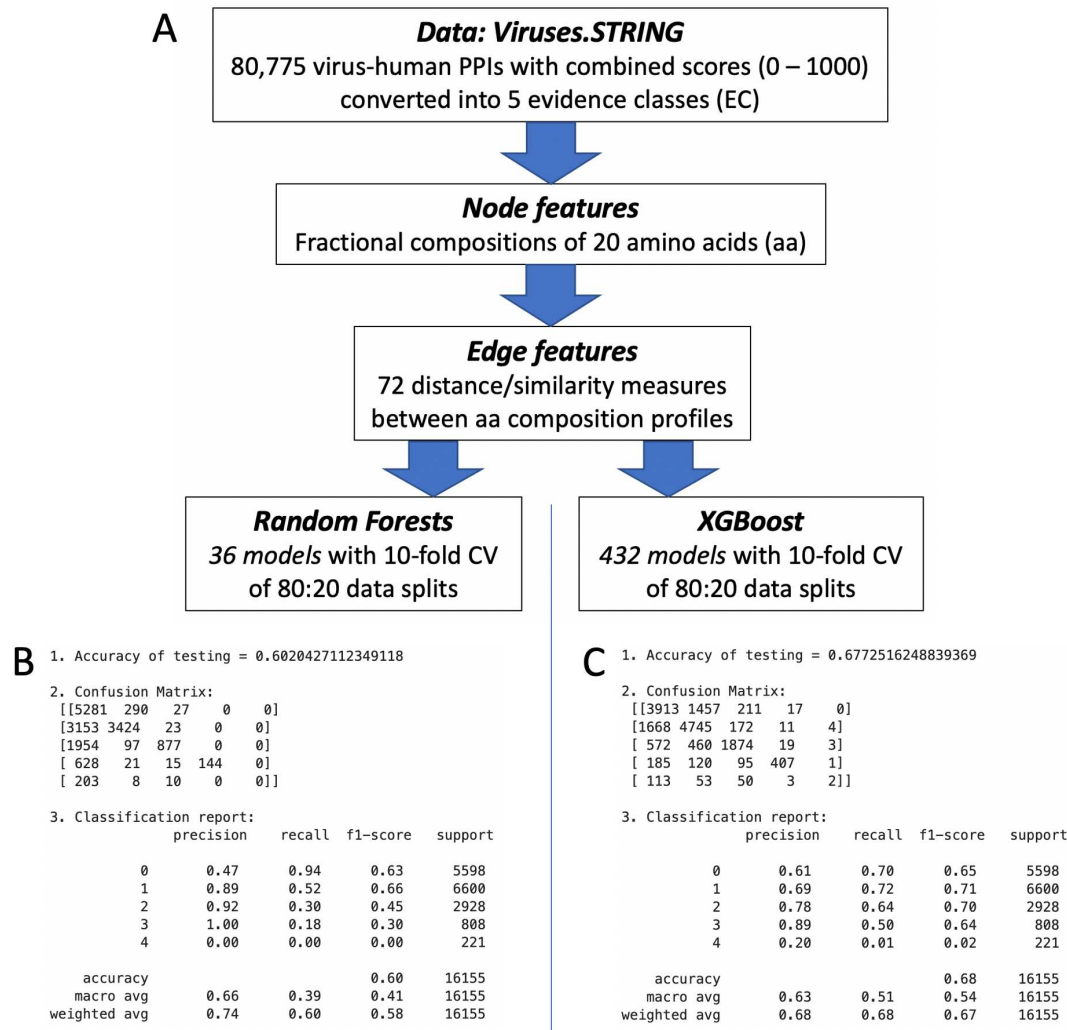 A
Data: Viruses.STRING
80,775 virus-human PPIs with combined scores (0 – 1000)
converted into 5 evidence classes (EC)
Node features
Fractional compositions of 20 amino acids (aa)
Edge features
72 distance/similarity measures
between aa composition profiles
Random Forests
36 models with 10-fold CV
of 80:20 data splits
XGBoost
432 models with 10-fold CV
of 80:20 data splits
B
1. Accuracy of testing = 0.6020427112349118
2. Confusion Matrix:
[[5281 290 27 0 0]
[3153 3424 23 0 0]
[1954 97 877 0 0]
[ 628 21 15 144 0]
[ 203 8 10 0 0]]
3. Classification report:
precision recall f1-score support
0 0.47 0.94 0.63 5598
1 0.89 0.52 0.66 6600
2 0.92 0.30 0.45 2928
3 1.00 0.18 0.30 808
4 0.00 0.00 0.00 221
accuracy 0.60 16155
macro avg 0.66 0.39 0.41 16155
weighted avg 0.74 0.60 0.58 16155
C
1. Accuracy of testing = 0.6772516248839369
2. Confusion Matrix:
[[3913 1457 211 17 0]
[1668 4745 172 11 4]
[ 572 460 1874 19 3]
[ 185 120 95 407 1]
[ 113 53 50 3 2]]
3. Classification report:
precision recall f1-score support
0 0.61 0.70 0.65 5598
1 0.69 0.72 0.71 6600
2 0.78 0.64 0.70 2928
3 0.89 0.50 0.64 808
4 0.20 0.01 0.02 221
accuracy 0.68 16155
macro avg 0.63 0.51 0.54 16155
weighted avg 0.68 0.68 0.67 16155